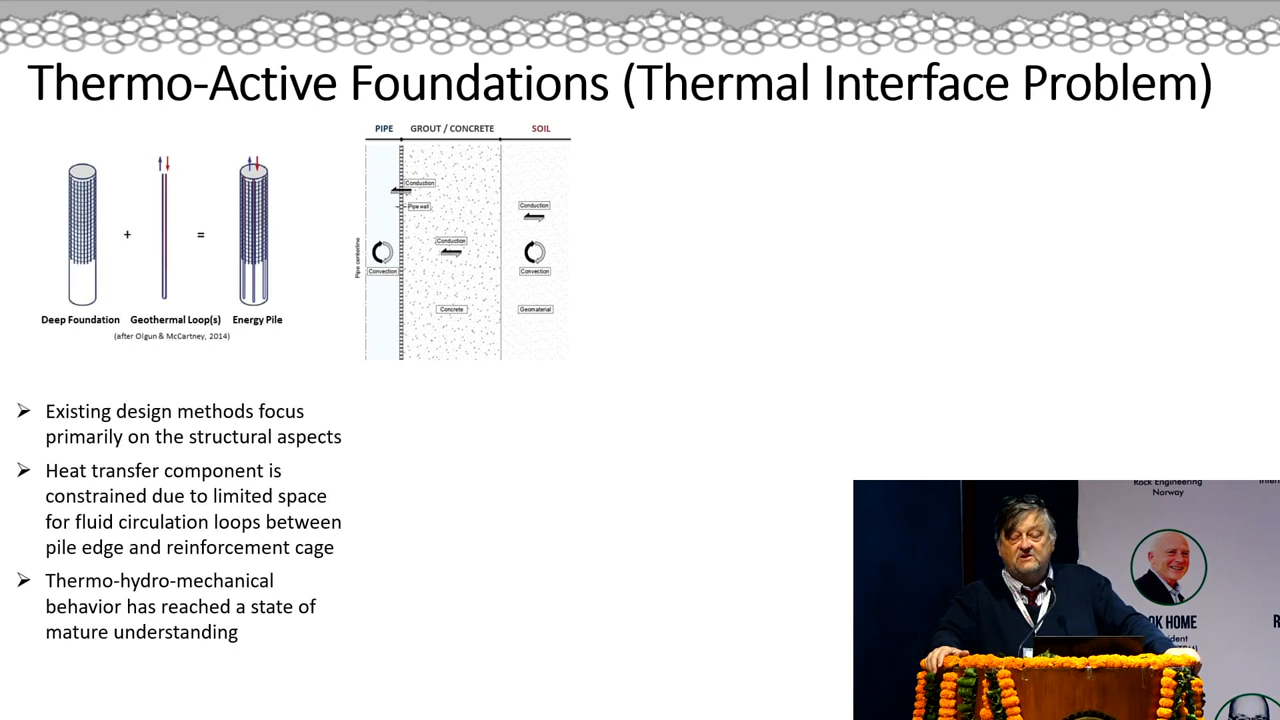 Thermo-Active Foundations (Thermal Interface Problem)
PIPE GROUT / CONCRETE SOIL
Conduction
Pipe wall
Conduction
Conduction
Convection
Convection
Pipe centerline
Concrete
Geomaterial
+ =
Deep Foundation Geothermal Loop(s) Energy Pile
(after Olgun & McCartney, 2014)
Existing design methods focus
primarily on the structural aspects
Heat transfer component is
constrained due to limited space
for fluid circulation loops between
pile edge and reinforcement cage
Thermo-hydro-mechanical
behavior has reached a state of
mature understanding
Rock Engineering
Norway
HOME